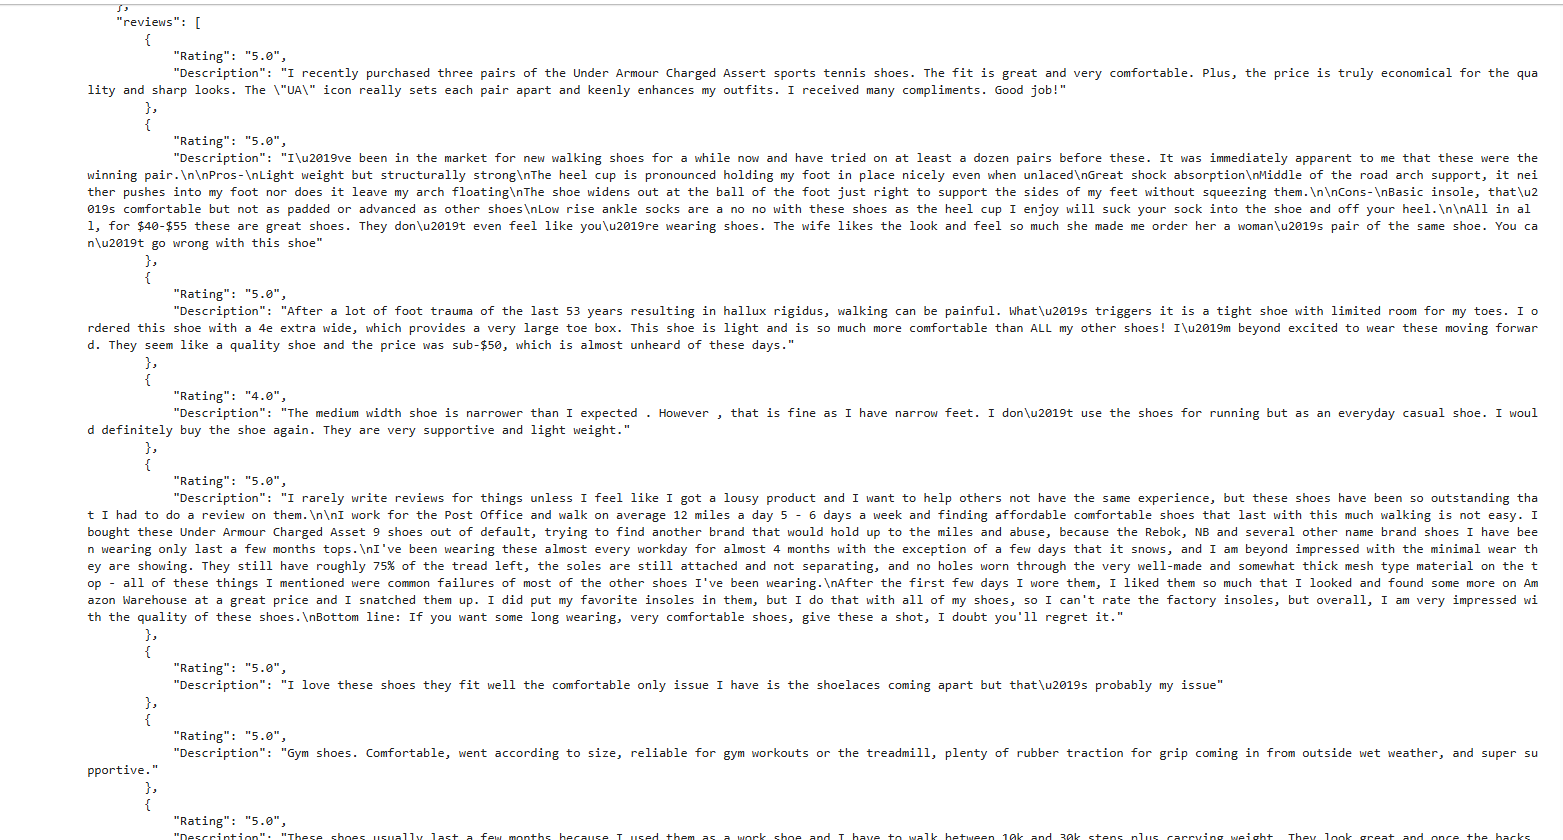 },
"reviews": [
{
"Rating": "5.0",
"Description": "I recently purchased three pairs of the Under Armour Charged Assert sports tennis shoes. The fit is great and very comfortable. Plus, the price is truly economical for the qua
lity and sharp looks. The \"UA\" icon really sets each pair apart and keenly enhances my outfits. I received many compliments. Good job!"
},
{
"Rating": "5.0",
"Description": "I\u2019ve been in the market for new walking shoes for a while now and have tried on at least a dozen pairs before these. It was immediately apparent to me that these were the
winning pair.\n\nPros-\nLight weight but structurally strong\nThe heel cup is pronounced holding my foot in place nicely even when unlaced\nGreat shock absorption\nMiddle of the road arch support, it nei
ther pushes into my foot nor does it leave my arch floating\nThe shoe widens out at the ball of the foot just right to support the sides of my feet without squeezing them.\n\nCons-\nBasic insole, that\u2
019s comfortable but not as padded or advanced as other shoes\nLow rise ankle socks are a no no with these shoes as the heel cup I enjoy will suck your sock into the shoe and off your heel.\n\nAll in al
l, for $40-$55 these are great shoes. They don\u2019t even feel like you\u2019re wearing shoes. The wife likes the look and feel so much she made me order her a woman\u2019s pair of the same shoe. You ca
n\u2019t go wrong with this shoe"
},
{
"Rating": "5.0",
"Description": "After a lot of foot trauma of the last 53 years resulting in hallux rigidus, walking can be painful. What\u2019s triggers it is a tight shoe with limited room for my toes. I o
rdered this shoe with a 4e extra wide, which provides a very large toe box. This shoe is light and is so much more comfortable than ALL my other shoes! I\u2019m beyond excited to wear these moving forwar
d. They seem like a quality shoe and the price was sub-$50, which is almost unheard of these days."
},
{
"Rating": "4.0",
"Description": "The medium width shoe is narrower than I expected . However , that is fine as I have narrow feet. I don\u2019t use the shoes for running but as an everyday casual shoe. I woul
d definitely buy the shoe again. They are very supportive and light weight."
},
{
"Rating": "5.0",
"Description": "I rarely write reviews for things unless I feel like I got a lousy product and I want to help others not have the same experience, but these shoes have been so outstanding tha
t I had to do a review on them.\n\nI work for the Post Office and walk on average 12 miles a day 5 - 6 days a week and finding affordable comfortable shoes that last with this much walking is not easy. I
bought these Under Armour Charged Asset 9 shoes out of default, trying to find another brand that would hold up to the miles and abuse, because the Rebok, NB and several other name brand shoes I have bee
n wearing only last a few months tops.\nI've been wearing these almost every workday for almost 4 months with the exception of a few days that it snows, and I am beyond impressed with the minimal wear th
ey are showing. They still have roughly 75% of the tread left, the soles are still attached and not separating, and no holes worn through the very well-made and somewhat thick mesh type material on the t
op - all of these things I mentioned were common failures of most of the other shoes I've been wearing.\nAfter the first few days I wore them, I liked them so much that I looked and found some more on Am
azon Warehouse at a great price and I snatched them up. I did put my favorite insoles in them, but I do that with all of my shoes, so I can't rate the factory insoles, but overall, I am very impressed wi
th the quality of these shoes.\nBottom line: If you want some long wearing, very comfortable shoes, give these a shot, I doubt you'll regret it."
},
{
"Rating": "5.0",
"Description": "I love these shoes they fit well the comfortable only issue I have is the shoelaces coming apart but that\u2019s probably my issue"
},
{
"Rating": "5.0",
"Description": "Gym shoes. Comfortable, went according to size, reliable for gym workouts or the treadmill, plenty of rubber traction for grip coming in from outside wet weather, and super su
pportive."
},
{
"Rating": "5.0",
"Description": "These shoes usually last a few months because I used them as a work shoe and I have to walk between 10k and 30k steps plus carrying weight. They look great and once the backs